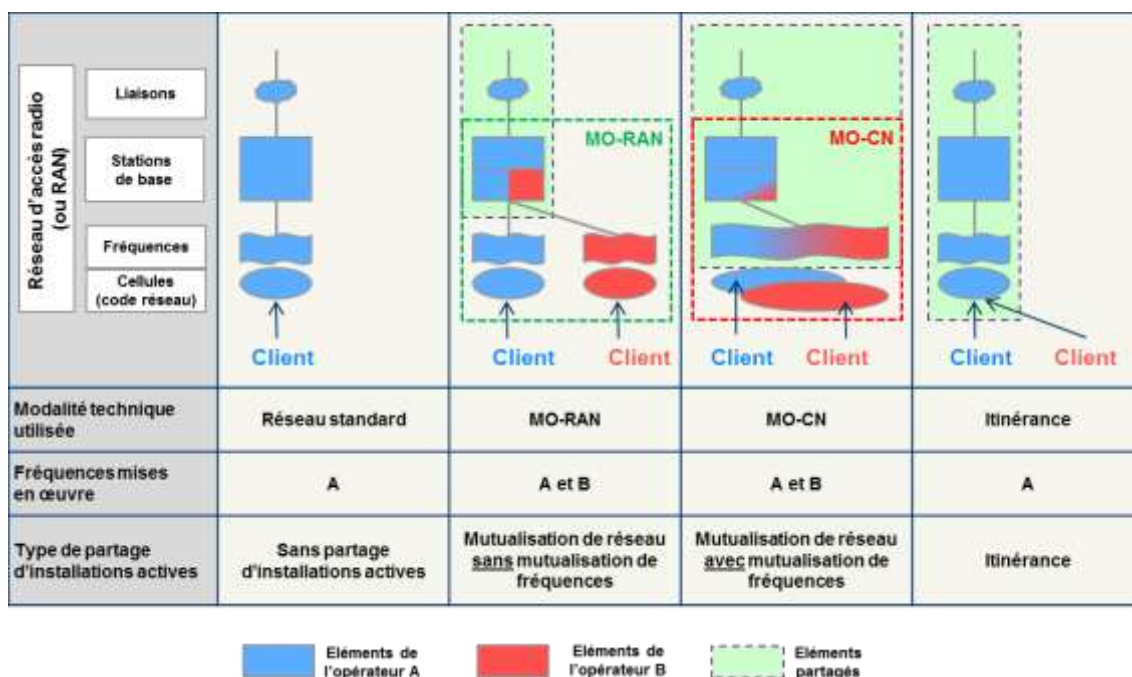 Réseau d'accès radio
(ou RAN)
Liaisons
Stations
de base
Fréquences
Cellules
(code réseau)
MO-RAN
MO-CN
Client
Client
Client
Client
Client
Client
Client
Modalité technique
utilisée
Réseau standard
MO-RAN
MO-CN
Itinérance
Fréquences mises
en œuvre
A
A et B
A et B
A
Type de partage
d'installations actives
Sans partage
d'installations actives
Mutualisation de réseau
sans mutualisation de
fréquences
Mutualisation de réseau
avec mutualisation de
fréquences
Itinérance
Eléments de
l'opérateur A
Eléments de
l'opérateur B
Eléments
partagés